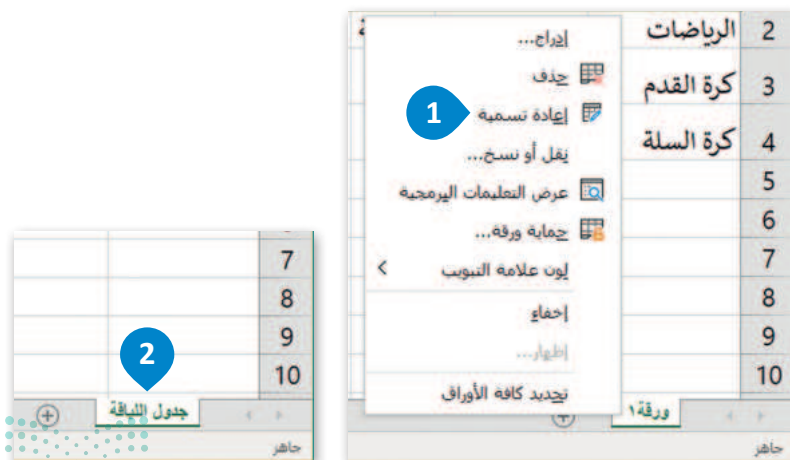 2 الرياضات
3 كرة القدم
4 كرة السلة
5
6
7
8
9
10
إدراج...
حذف
إعادة تسمية
1
نقل أو نسخ...
عرض التعليمات البرمجية
حماية ورقة...
لون علامة التبويب
إخفاء
إظهار...
تحديد كافة الأوراق
ورقة١
جاهز
7
8
9
10
2
جدول اللياقة
جاهز